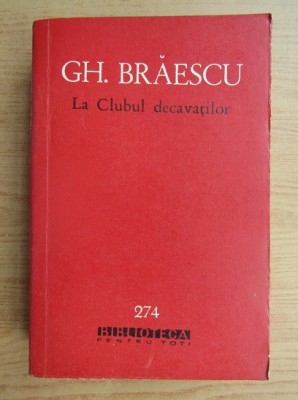 GH. BRĂESCU
La Clubul decavaților
274
BIBLIOTECA
PENTRU TOȚI